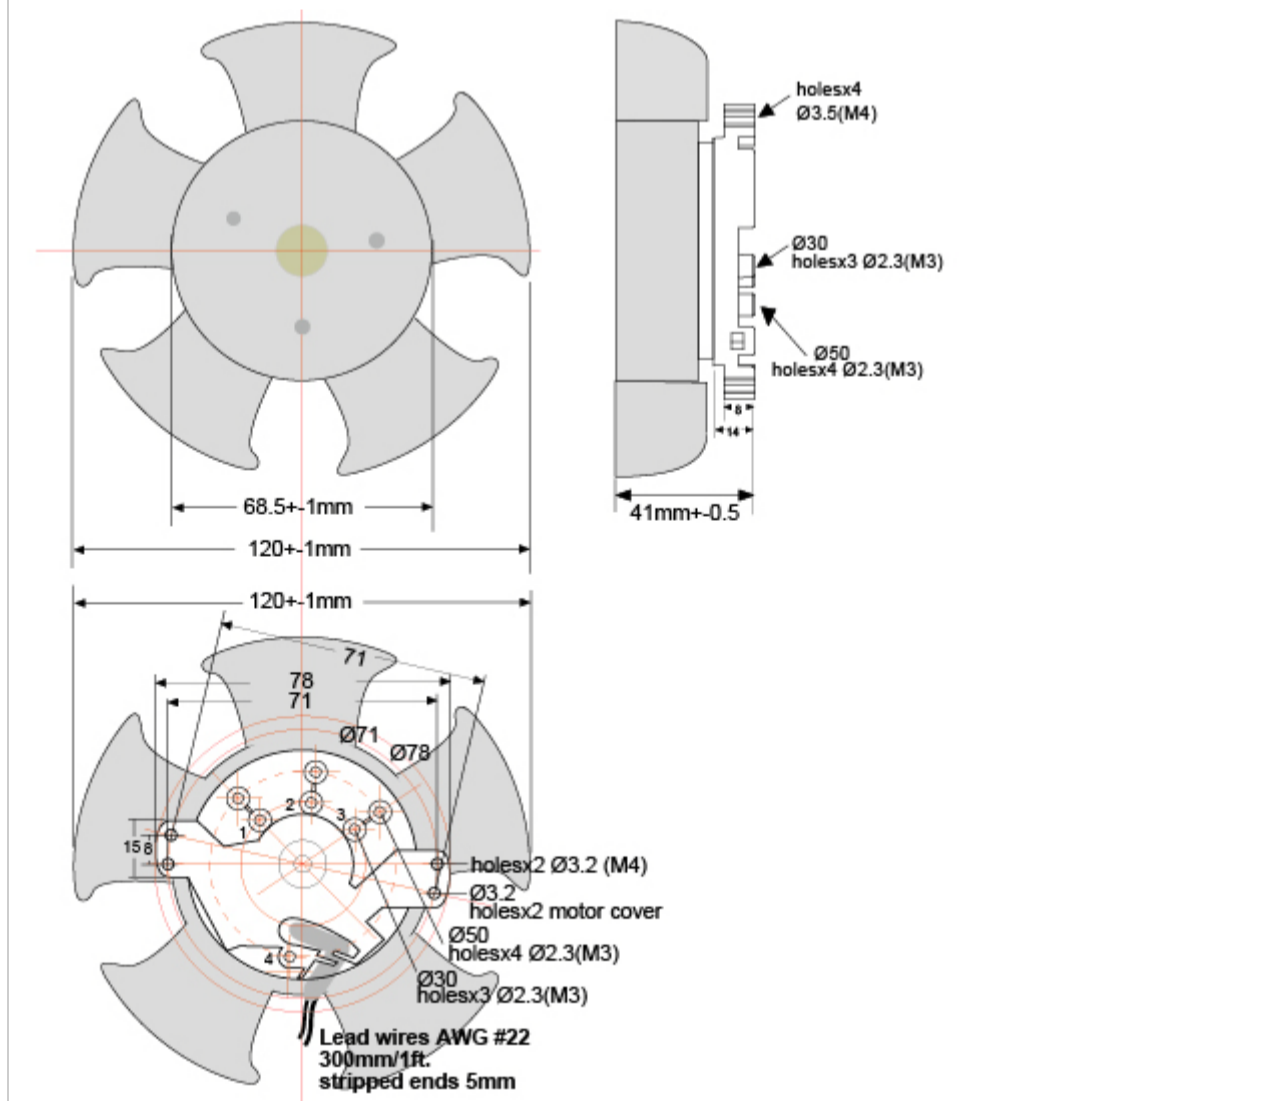 holesx4
Ø3.5(M4)
Ø30
holesx3 Ø2.3(M3)
Ø50
holesx4 Ø2.3(M3)
8
14
41mm+-0.5
68.5+-1mm
120+-1mm
120+-1mm
71
78
71
Ø71
Ø78
1
2
3
15
8
holesx2 Ø3.2 (M4)
Ø3.2
holesx2 motor cover
Ø50
holesx4 Ø2.3(M3)
4
Ø30
holesx3 Ø2.3(M3)
Lead wires AWG #22
300mm/1ft.
stripped ends 5mm